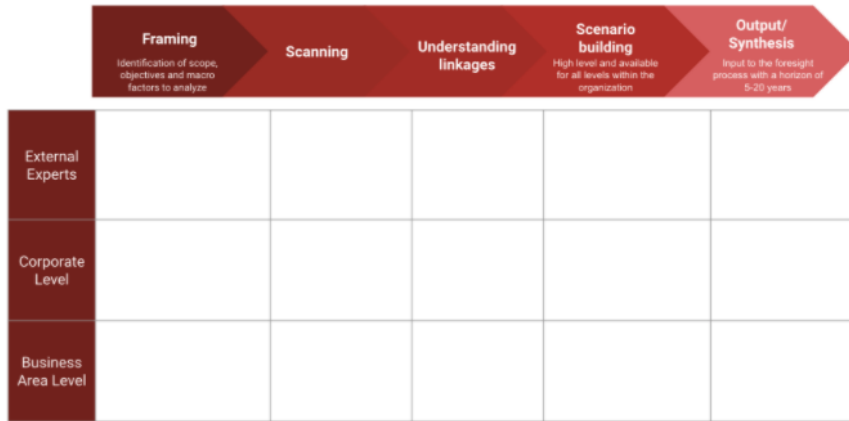 Framing
Identification of scope,
objectives and macro
factors to analyze
Scanning
Understanding
linkages
Scenario
building
High level and available
for all levels within the
organization
Output/
Synthesis
Input to the foresight
process with a horizon of
5-20 years
External
Experts
Corporate
Level
Business
Area Level